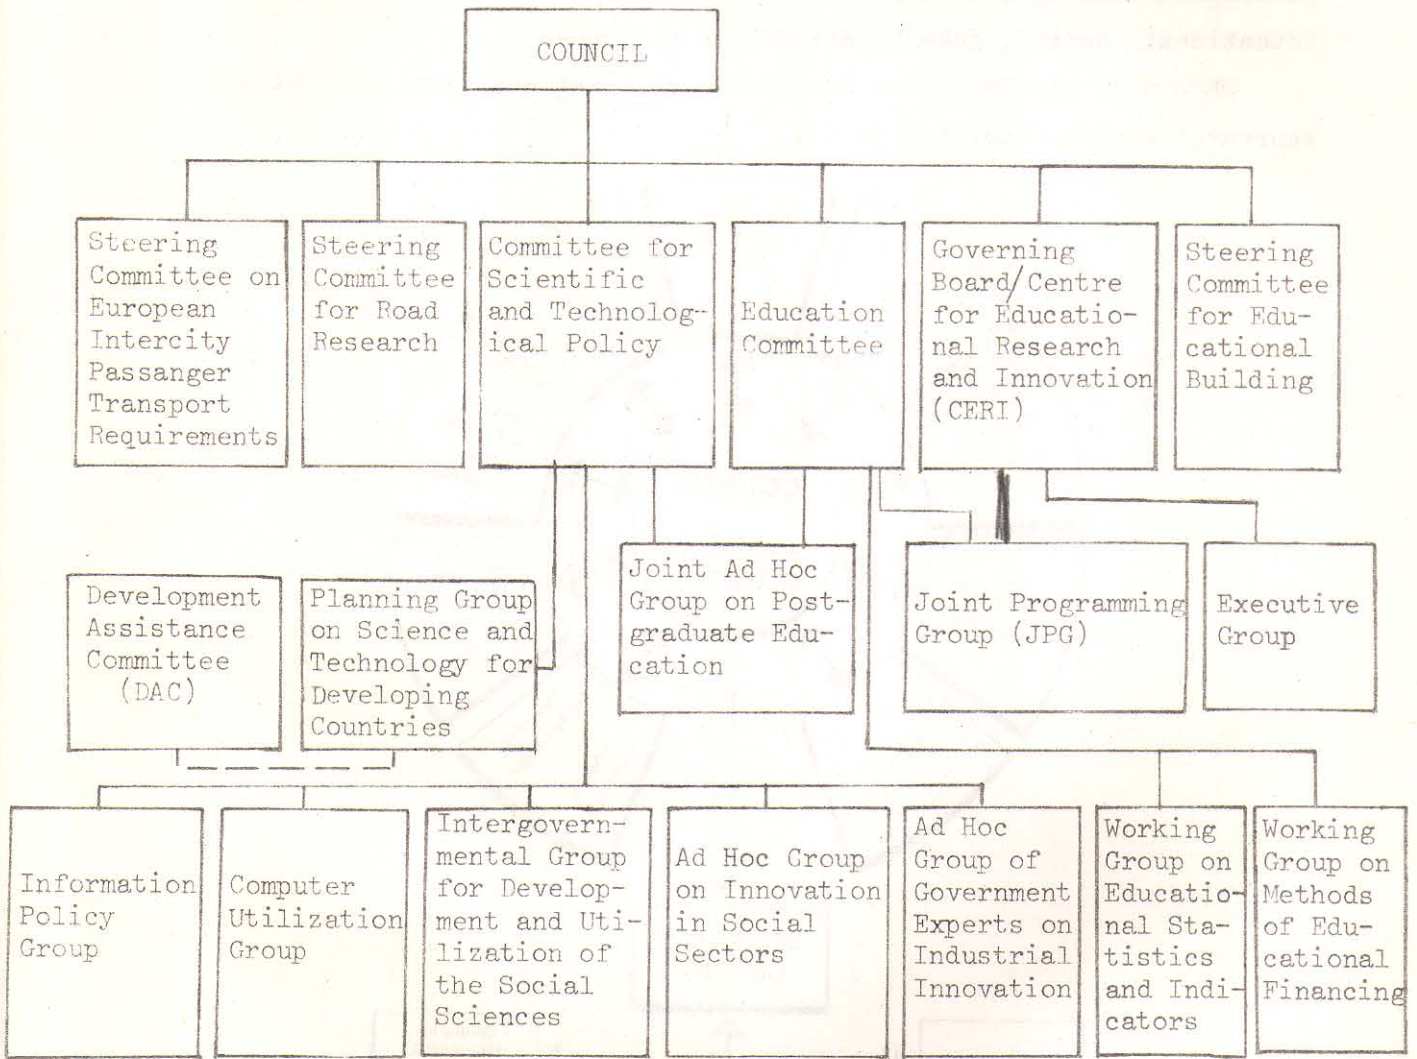 COUNCIL
Steering
Committee on
European
Intercity
Passanger
Transport
Requirements
Steering
Committee
for Road
Research
Committee for
Scientific
and Technolog-
ical Policy
Education
Committee
Governing
Board/Centre
for Educatio-
nal Research
and Innovation
(CERI)
Steering
Committee
for Edu-
cational
Building
Development
Assistance
Committee
(DAC)
Planning Group
on Science and
Technology for
Developing
Countries
Joint Ad Hoc
Group on Post-
graduate Edu-
cation
Joint Programming
Group (JPG)
Executive
Group
Information
Policy
Group
Computer
Utilization
Group
Intergovern-
mental Group
for Develop-
ment and Uti-
lization of
the Social
Sciences
Ad Hoc Group
on Innovation
in Social
Sectors
Ad Hoc
Group of
Government
Experts on
Industrial
Innovation
Working
Group on
Educatio-
nal Sta-
tistics
and Indi-
cators
Working
Group on
Methods
of Edu-
cational
Financing